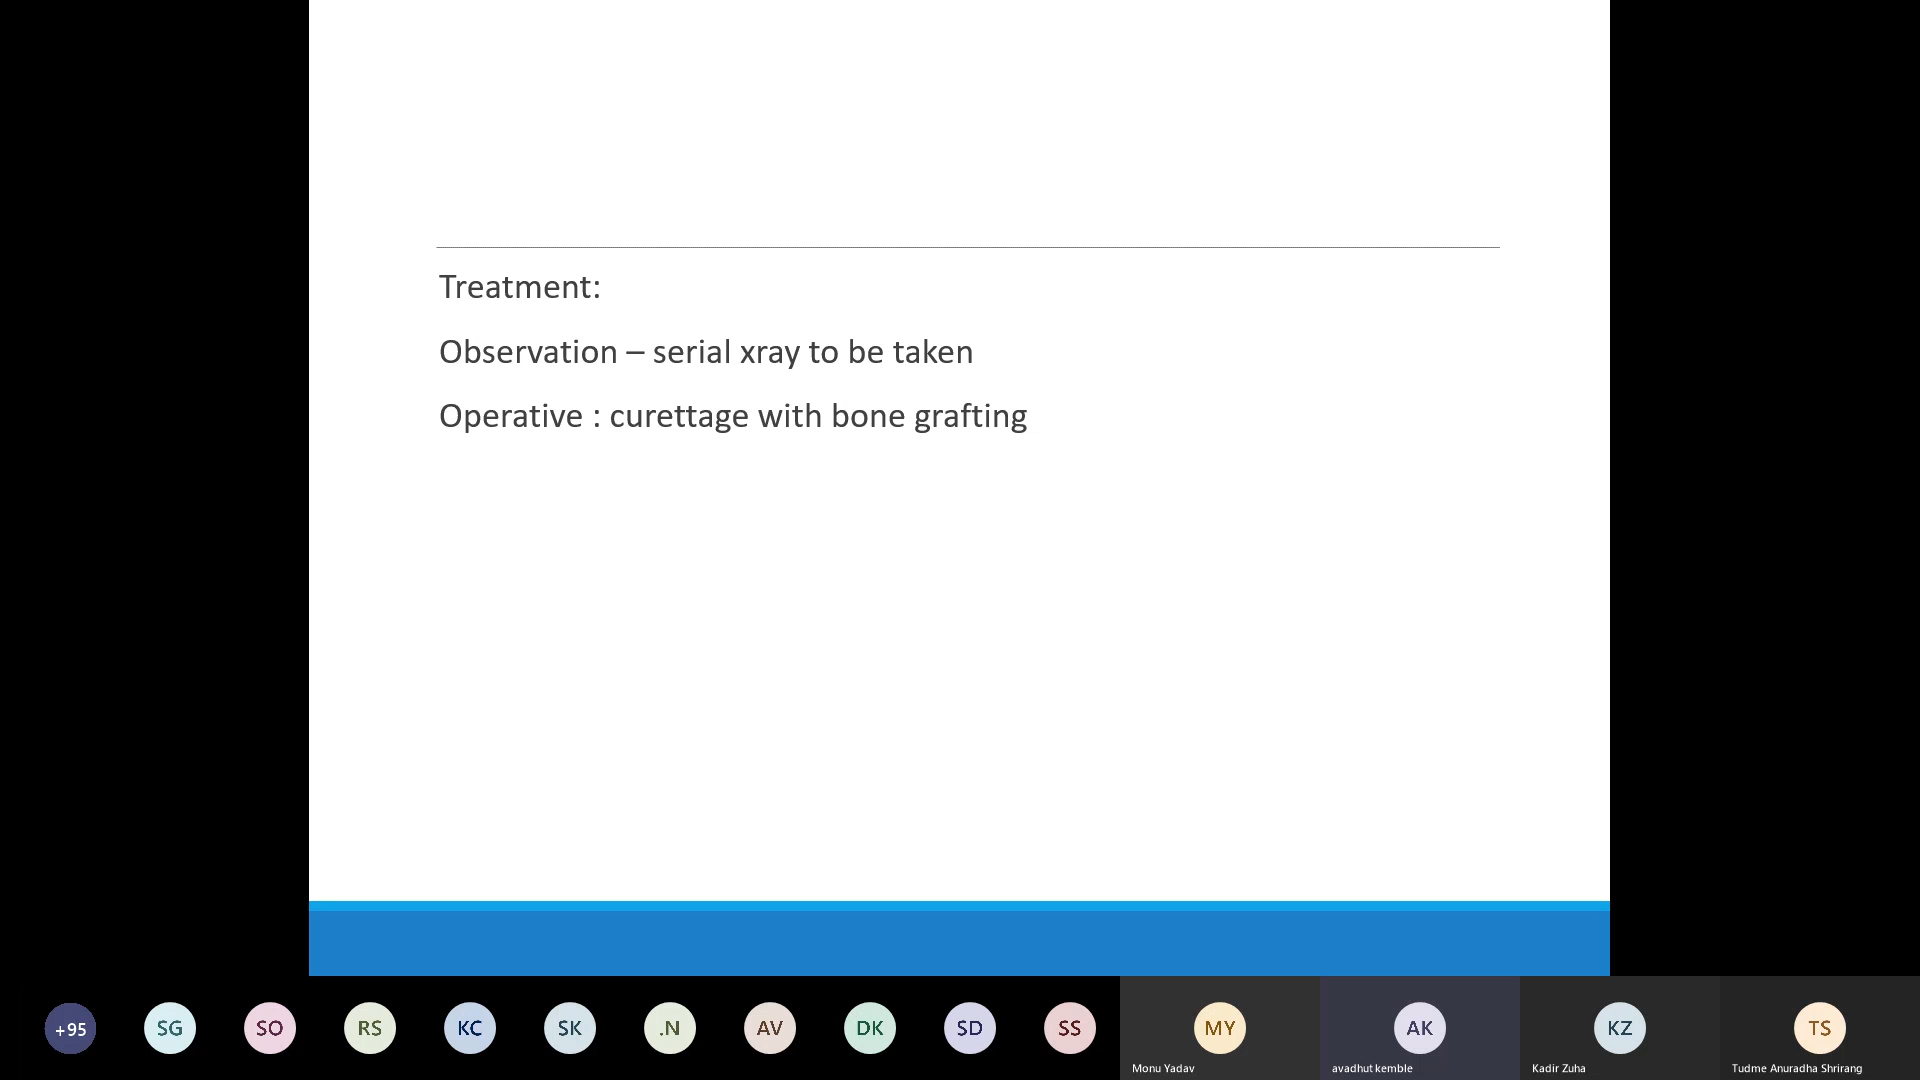 Treatment:
Observation – serial xray to be taken
Operative : curettage with bone grafting
+95
SG
SO
RS
KC
SK
.N
AV
DK
SD
SS
MY
AK
KZ
TS
Monu Yadav
avadhut kemble
Kadir Zuha
Tudme Anuradha Shrirang